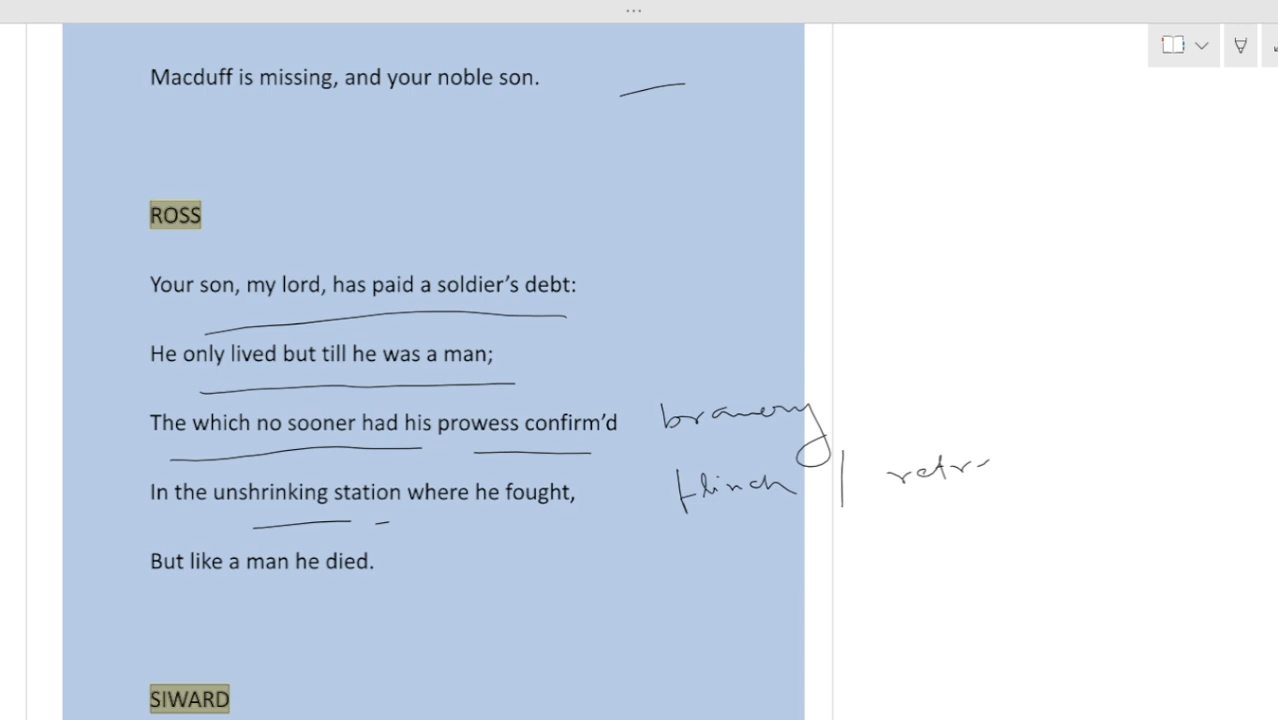 Macduff is missing, and your noble son.
ROSS
Your son, my lord, has paid a soldier’s debt:
He only lived but till he was a man;
The which no sooner had his prowess confirm’d
bravery
In the unshrinking station where he fought,
flinch / retr
But like a man he died.
SIWARD